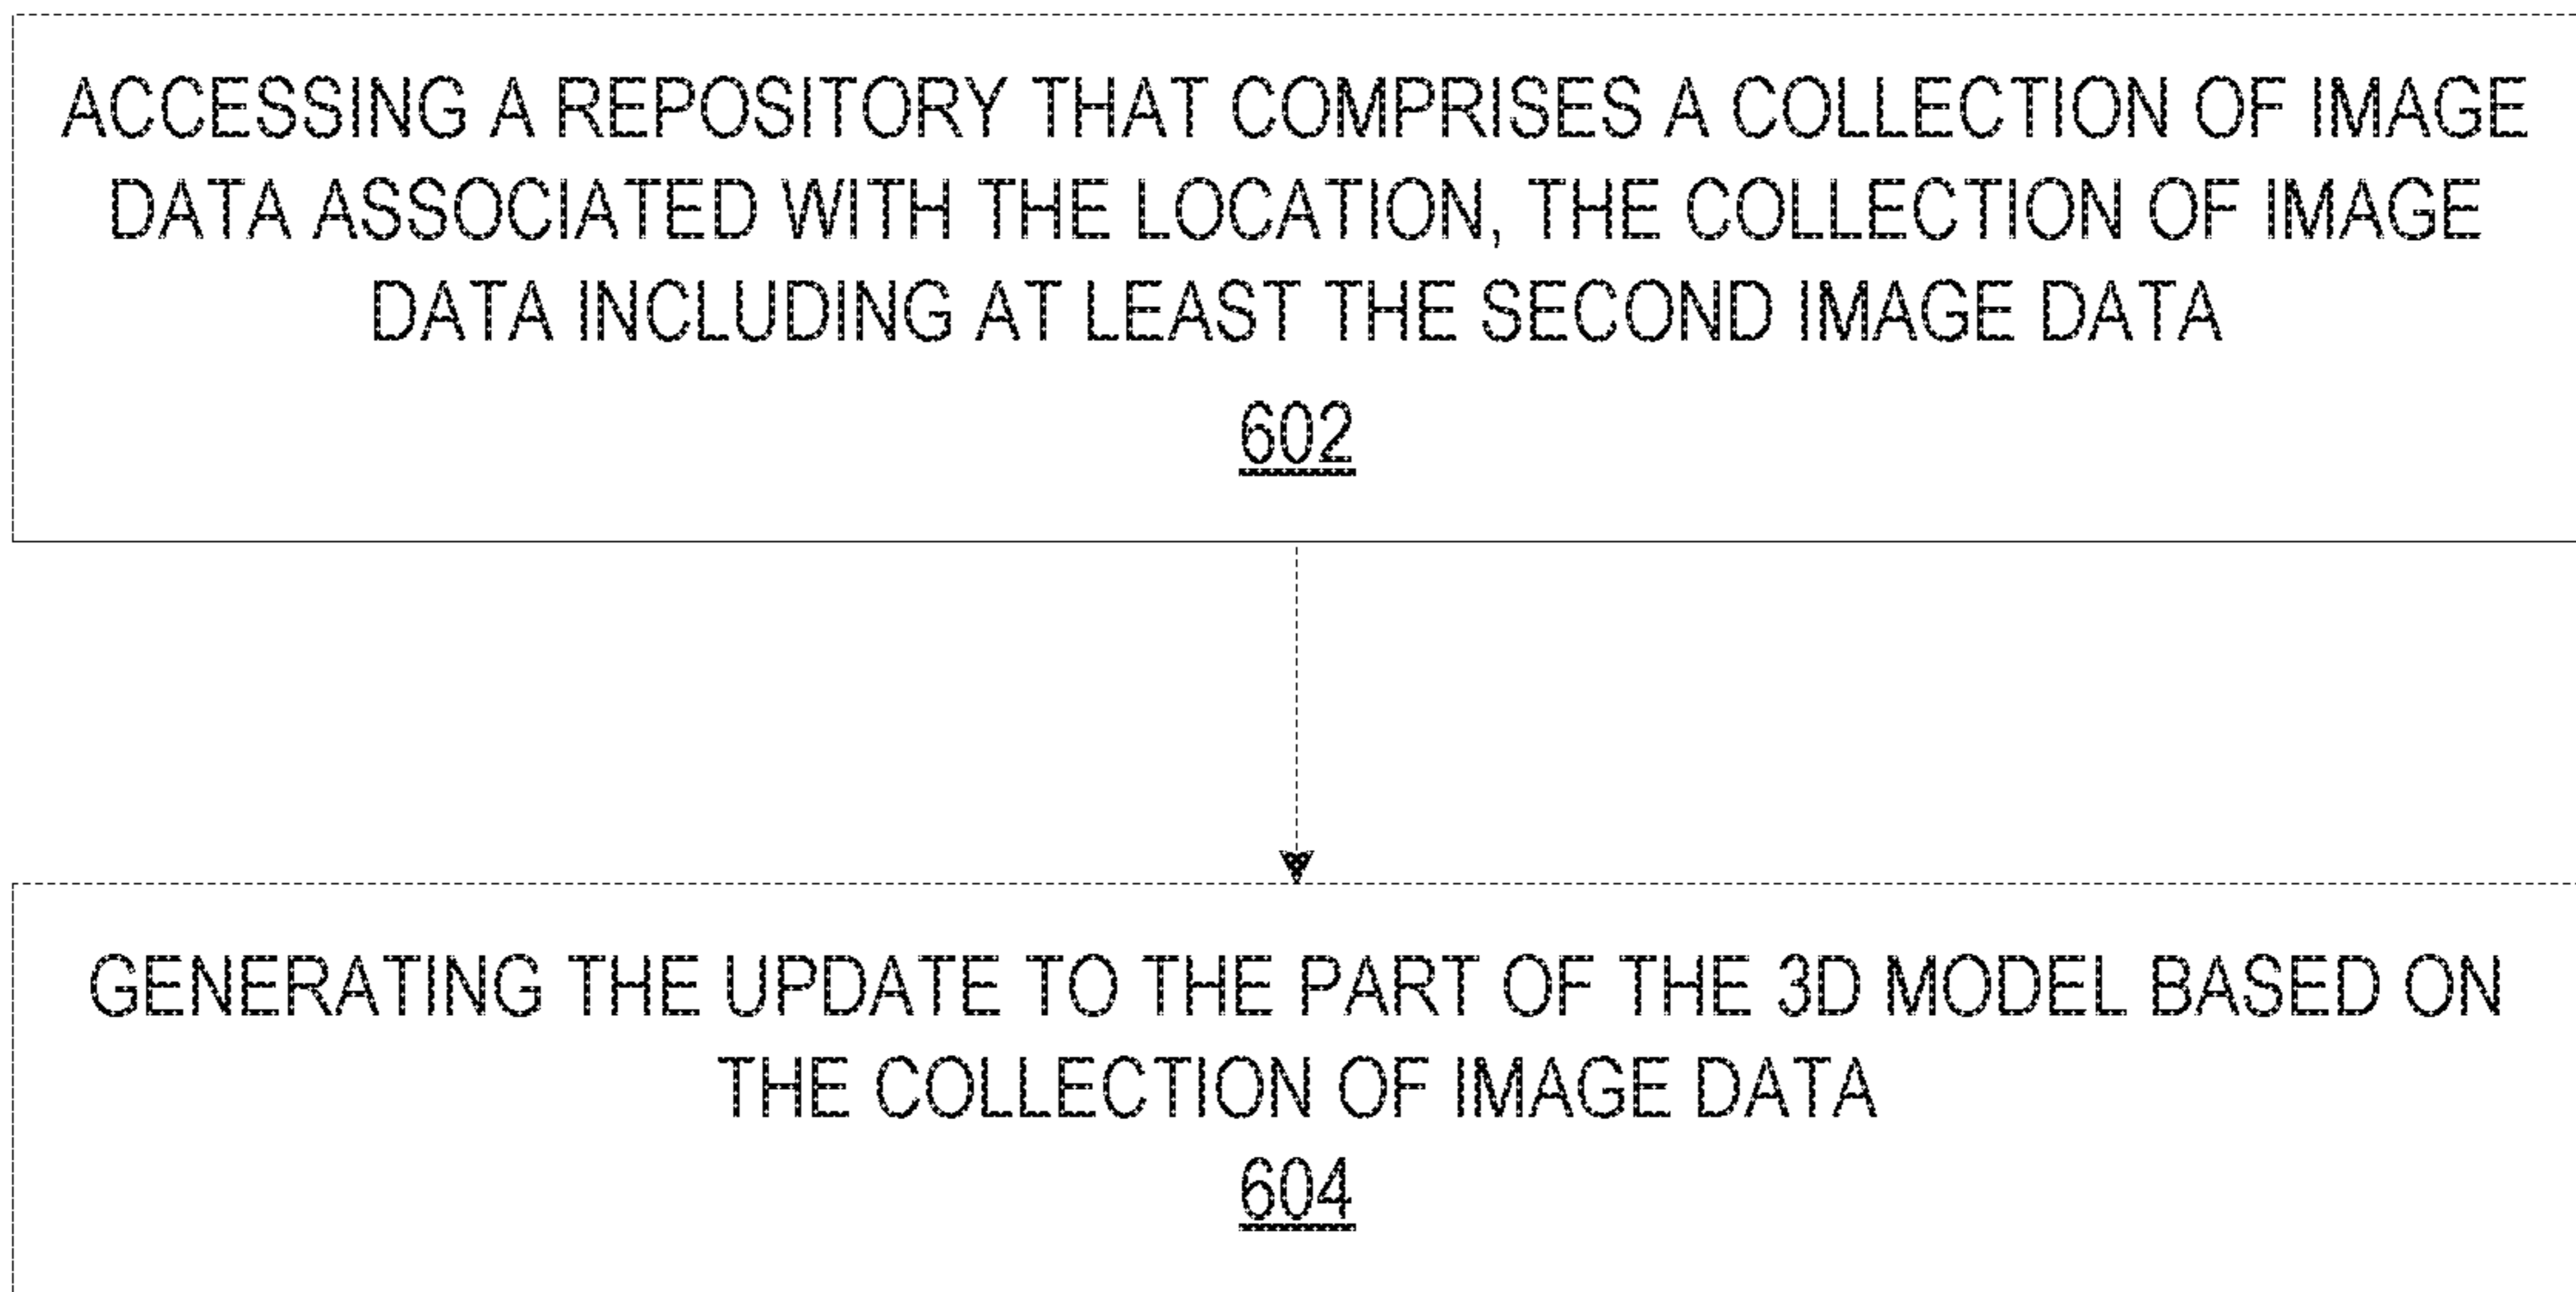 ACCESSING A REPOSITORY THAT COMPRISES A COLLECTION OF IMAGE
DATA ASSOCIATED WITH THE LOCATION, THE COLLECTION OF IMAGE
DATA INCLUDING AT LEAST THE SECOND IMAGE DATA
602
GENERATING THE UPDATE TO THE PART OF THE 3D MODEL BASED ON
THE COLLECTION OF IMAGE DATA
604